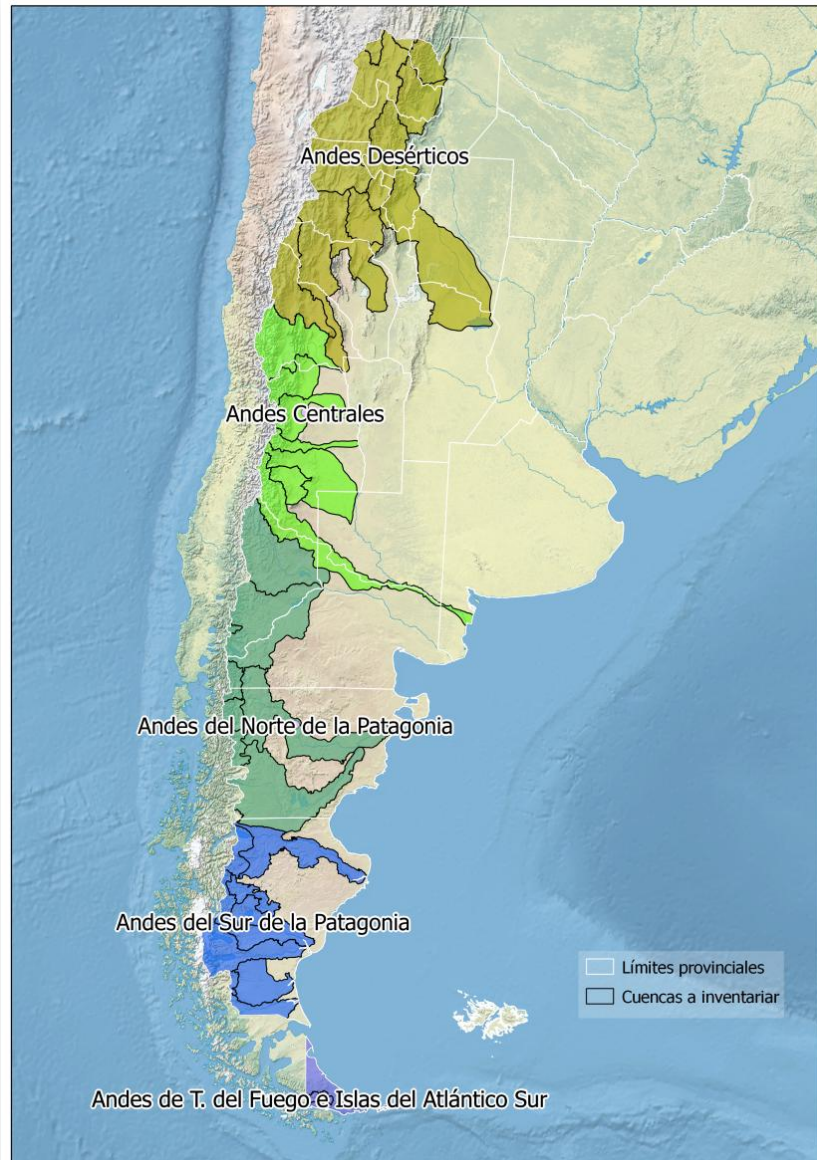 Andes Desérticos
Andes Centrales
Andes del Norte de la Patagonia
Andes del Sur de la Patagonia
Límites provinciales
Cuencas a inventariar
Andes de T. del Fuego e Islas del Atlántico Sur